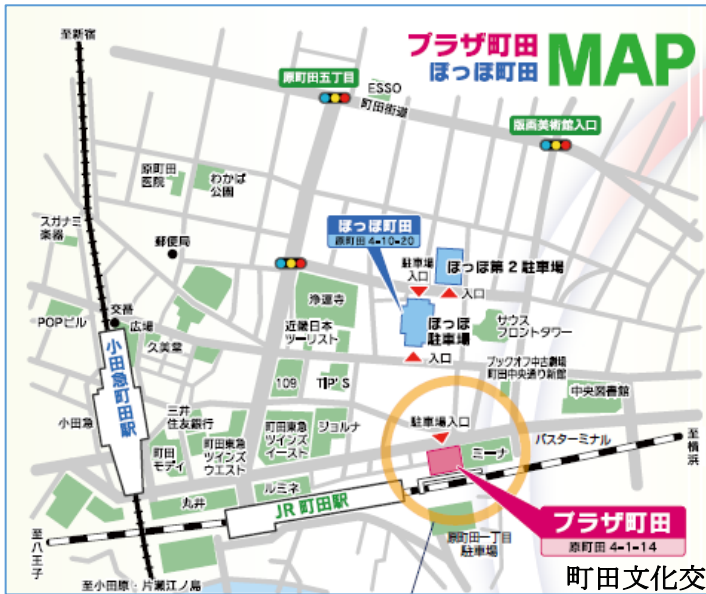 至新宿
プラザ町田
ぽっぽ町田
MAP
原町田五丁目
ESSO
町田街道
版画美術館入口
原町田
医院
わかば
公園
スガナミ
楽器
郵便局
ぽっぽ町田
原町田 4-10-20
駐車場
入口
ぽっぽ第2駐車場
入口
浄運寺
交番
広場
POPビル
久美堂
近畿日本
ツーリスト
ぽっぽ
駐車場
サウス
フロントタワー
入口
小田急町田駅
109
TIP'S
ブックオフ中古劇場
町田中央通り新館
中央図書館
小田急
三井
住友銀行
町田
モディ
町田東急
ツインズ
ウエスト
町田東急
ツインズ
イースト
ジョルナ
駐車場入口
ミーナ
バスターミナル
至横浜
丸井
ルミネ
JR町田駅
プラザ町田
原町田 4-1-14
原町田一丁目
駐車場
至八王子
至小田原・片瀬江ノ島
町田文化交